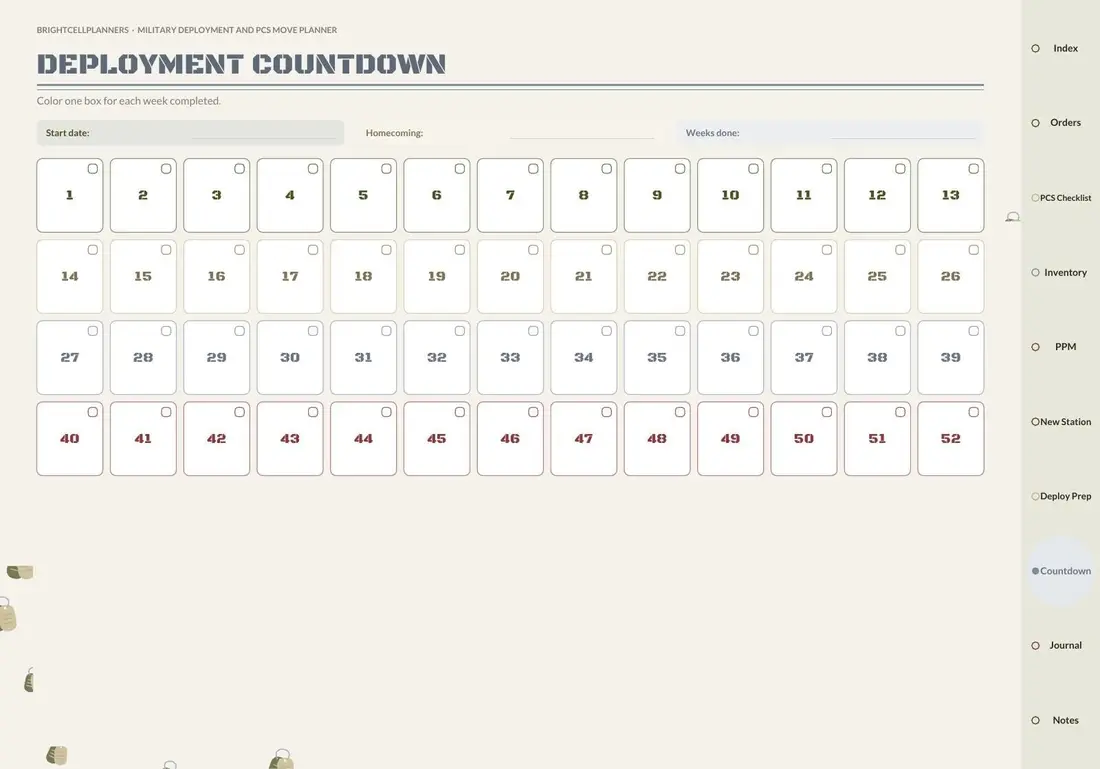 BRIGHTCELLPLANNERS · MILITARY DEPLOYMENT AND PCS MOVE PLANNER
DEPLOYMENT COUNTDOWN
Color one box for each week completed.
Start date: Homecoming: Weeks done:
1 2 3 4 5 6 7 8 9 10 11 12 13
14 15 16 17 18 19 20 21 22 23 24 25 26
27 28 29 30 31 32 33 34 35 36 37 38 39
40 41 42 43 44 45 46 47 48 49 50 51 52
Index
Orders
PCS Checklist
Inventory
PPM
New Station
Deploy Prep
Countdown
Journal
Notes